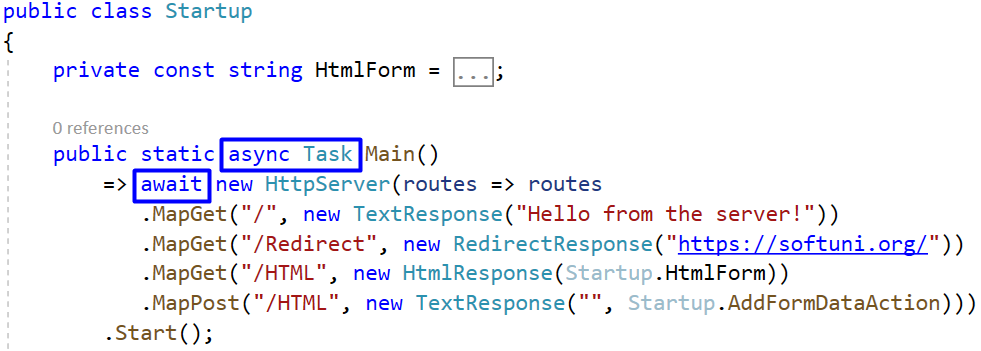 public class Startup
{
private const string HtmlForm = ...;
0 references
public static async Task Main()
=> await new HttpServer(routes => routes
.MapGet("/", new TextResponse("Hello from the server!"))
.MapGet("/Redirect", new RedirectResponse("https://softuni.org/"))
.MapGet("/HTML", new HtmlResponse(Startup.HtmlForm))
.MapPost("/HTML", new TextResponse("", Startup.AddFormDataAction)))
.Start();